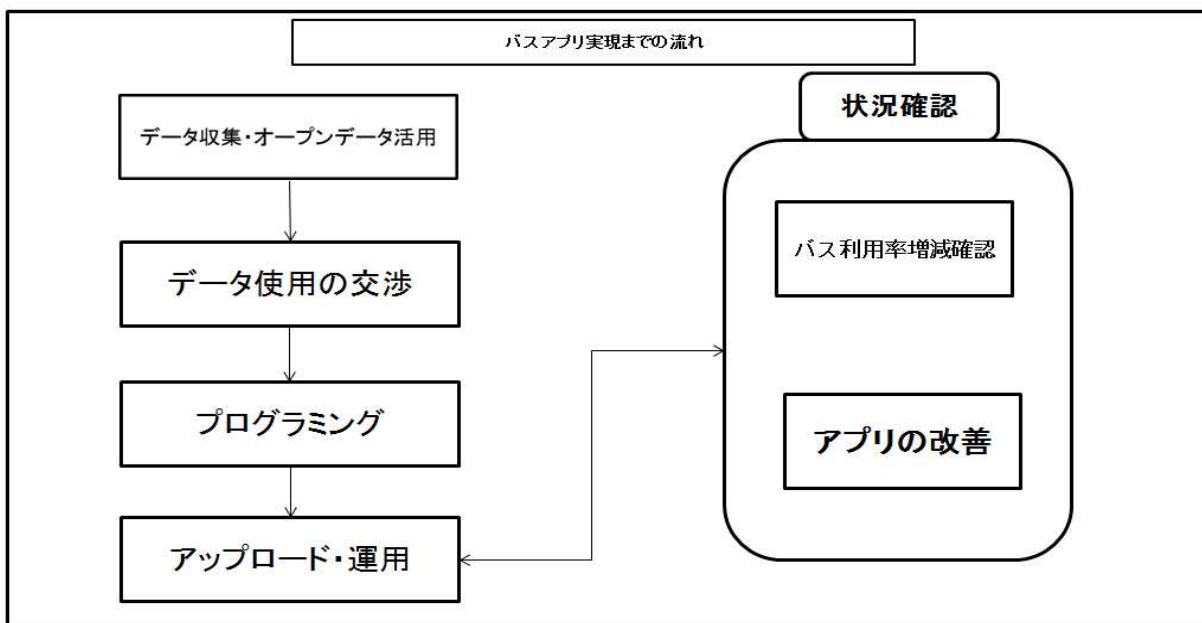 バスアプリ実現までの流れ
データ収集・オープンデータ活用
データ使用の交渉
プログラミング
アップロード・運用
状況確認
バス利用率増減確認
アプリの改善